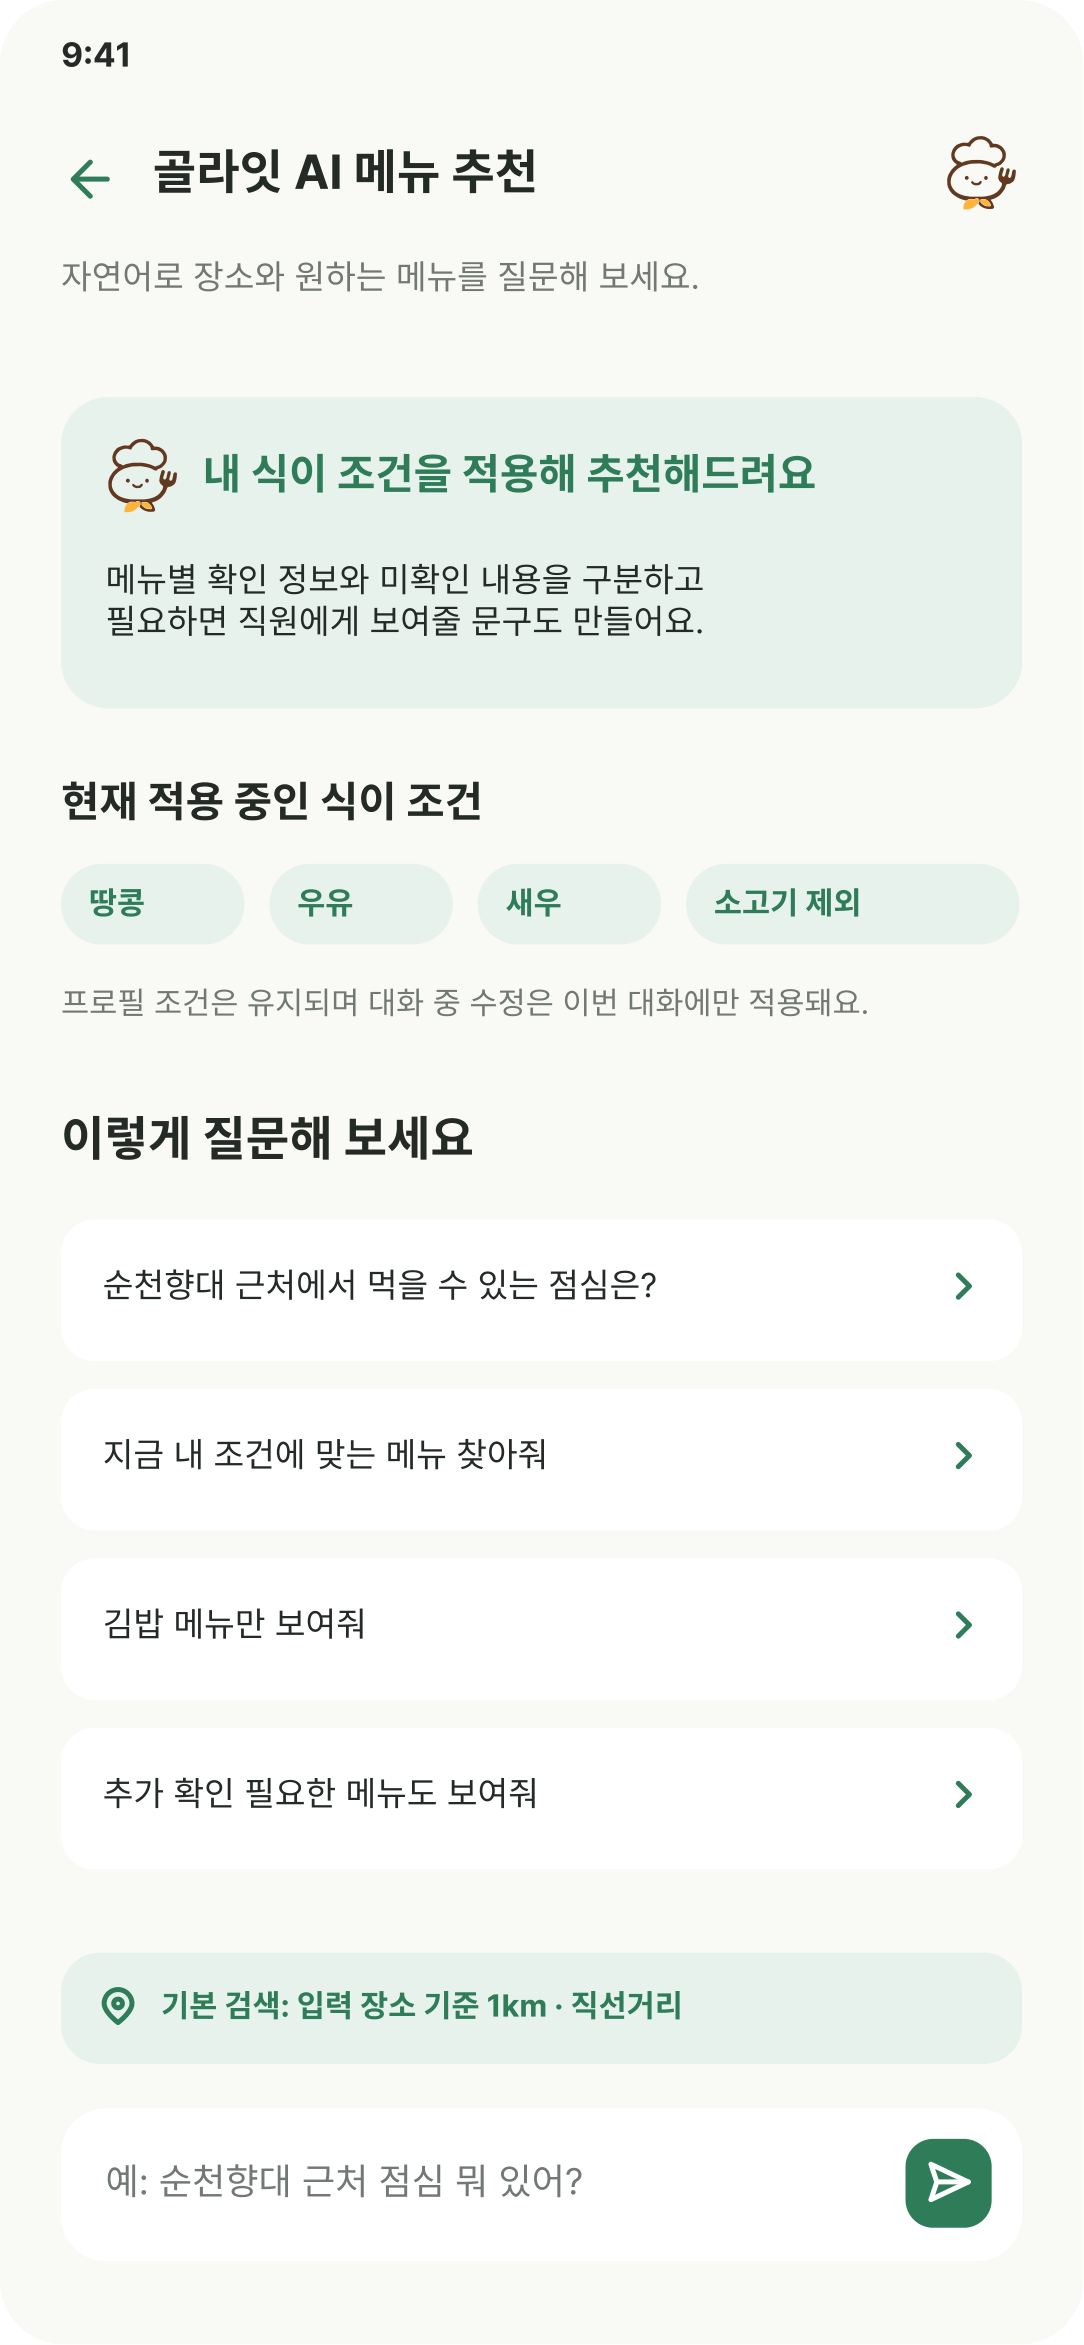 9:41
골라잇 AI 메뉴 추천
자연어로 장소와 원하는 메뉴를 질문해 보세요.
내 식이 조건을 적용해 추천해드려요
메뉴별 확인 정보와 미확인 내용을 구분하고
필요하면 직원에게 보여줄 문구도 만들어요.
현재 적용 중인 식이 조건
땅콩 우유 새우 소고기 제외
프로필 조건은 유지되며 대화 중 수정은 이번 대화에만 적용돼요.
이렇게 질문해 보세요
순천향대 근처에서 먹을 수 있는 점심은?
지금 내 조건에 맞는 메뉴 찾아줘
김밥 메뉴만 보여줘
추가 확인 필요한 메뉴도 보여줘
기본 검색: 입력 장소 기준 1km · 직선거리
예: 순천향대 근처 점심 뭐 있어?